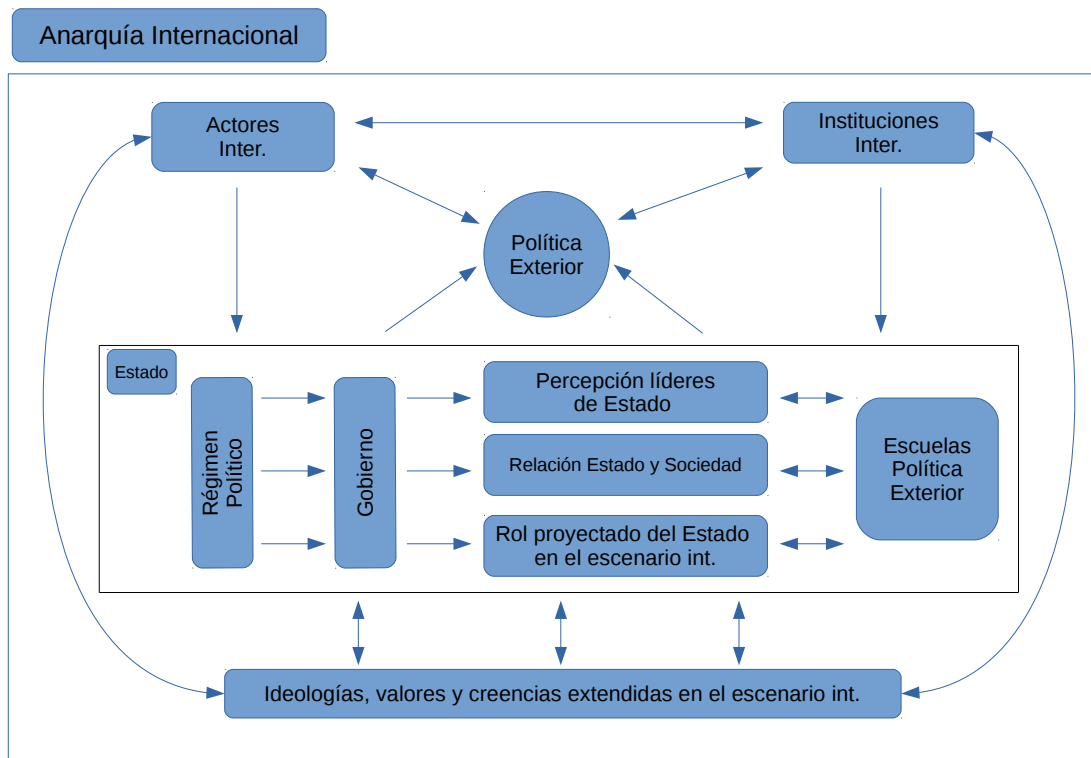 Anarquía Internacional
Actores
Inter.
Instituciones
Inter.
Política
Exterior
Estado
Régimen
Político
Gobierno
Percepción líderes
de Estado
Relación Estado y Sociedad
Rol proyectado del Estado
en el escenario int.
Escuelas
Política
Exterior
Ideologías, valores y creencias extendidas en el escenario int.